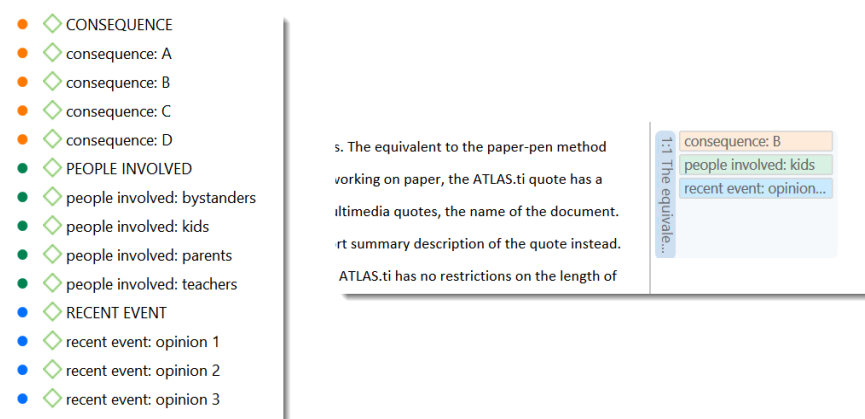 CONSEQUENCE
consequence: A
consequence: B
consequence: C
consequence: D
PEOPLE INVOLVED
people involved: bystanders
people involved: kids
people involved: parents
people involved: teachers
RECENT EVENT
recent event: opinion 1
recent event: opinion 2
recent event: opinion 3
s. The equivalent to the paper-pen method
working on paper, the ATLAS.ti quote has a
ultimedia quotes, the name of the document.
rt summary description of the quote instead.
ATLAS.ti has no restrictions on the length of
1:1 The equivale...
consequence: B
people involved: kids
recent event: opinion...